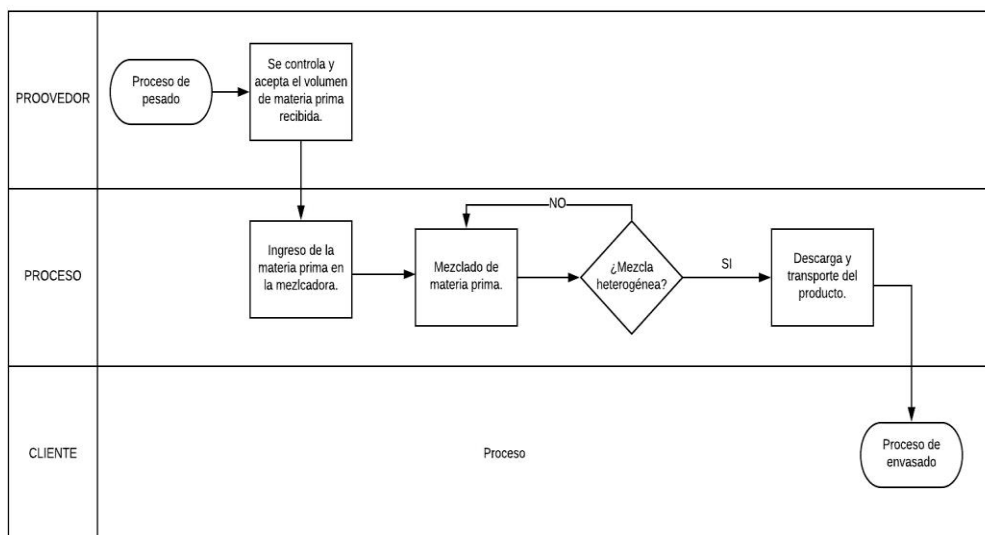 PROOVEDOR
Proceso de
pesado
Se controla y
acepta el volumen
de materia prima
recibida.
PROCESO
Ingreso de la
materia prima en
la mezlcadora.
Mezclado de
materia prima.
NO
¿Mezcla
heterogénea?
SI
Descarga y
transporte del
producto.
CLIENTE
Proceso
Proceso de
envasado